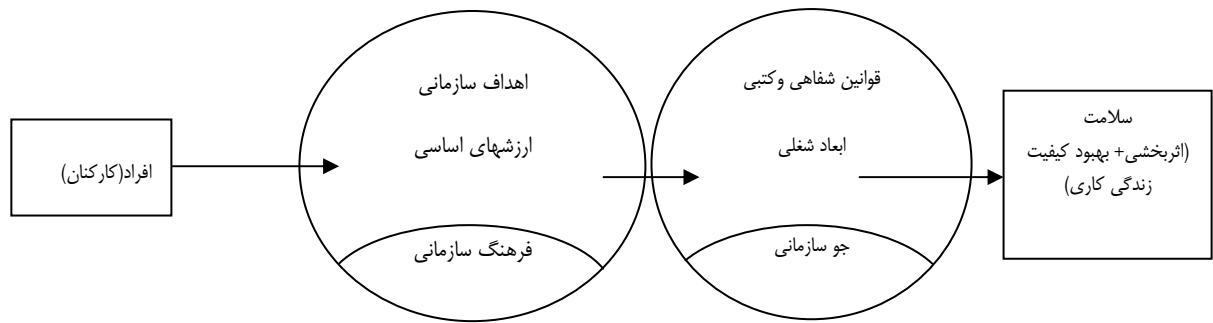 افراد(کارکنان)
اهداف سازمانی
ارزشهای اساسی
فرهنگ سازمانی
قوانین شفاهی وکتبی
ابعاد شغلی
جو سازمانی
سلامت
(اثربخشی+ بهبود کیفیت
زندگی کاری)